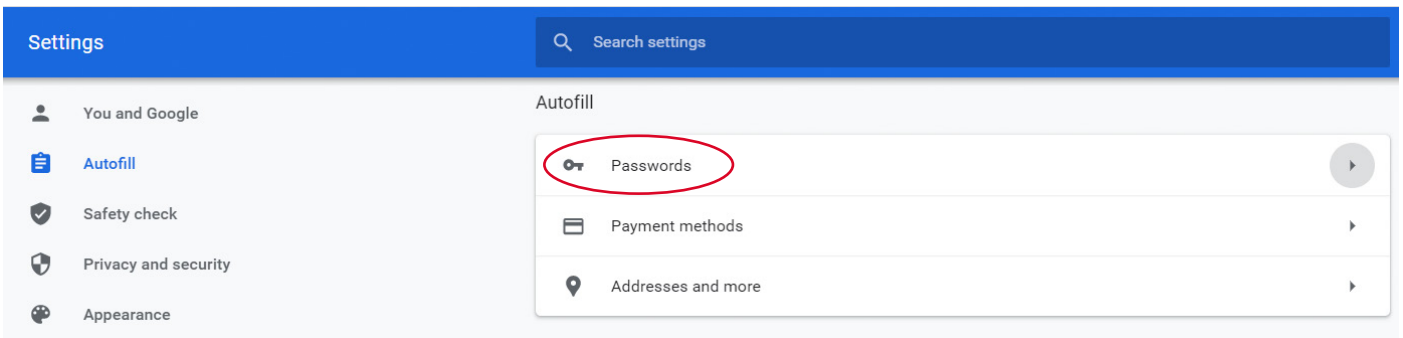 Settings
Search settings
You and Google
Autofill
Safety check
Privacy and security
Appearance
Autofill
Passwords
Payment methods
Addresses and more